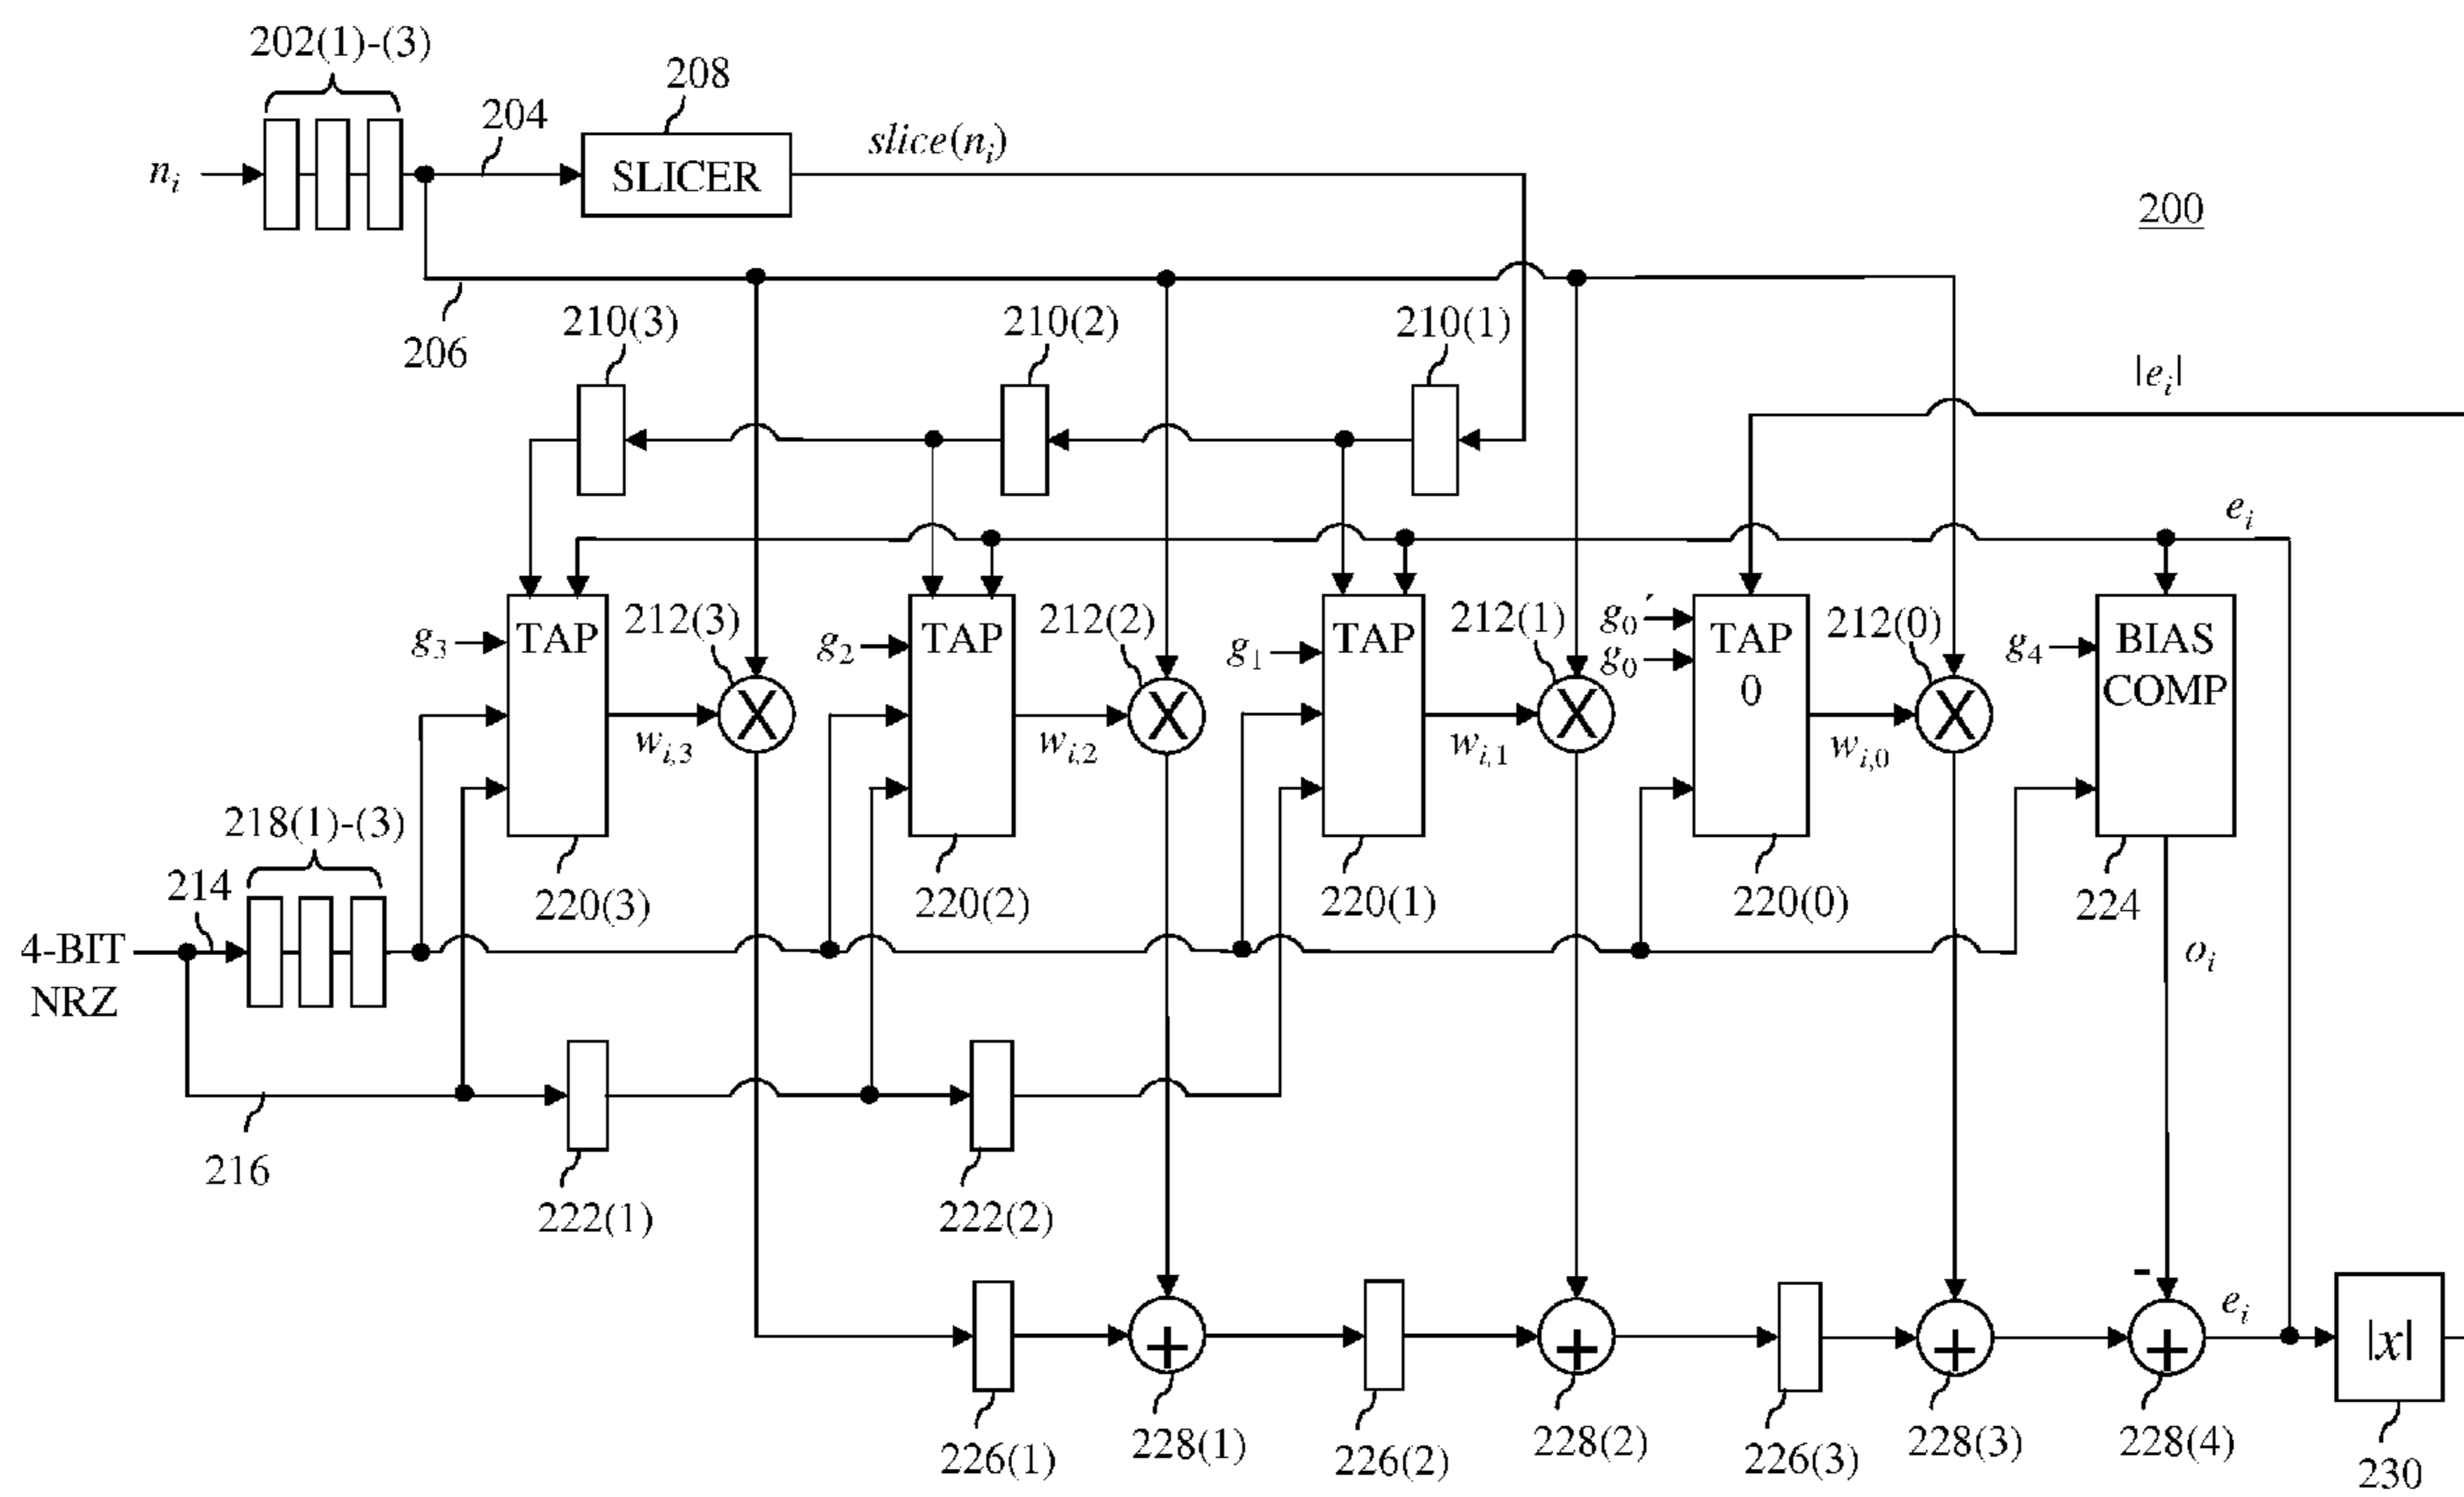 202(1)-(3)
208
204
slice(n_i)
n_i
SLICER
200
206
210(3)
210(2)
210(1)
|e_i|
e_i
g_3
TAP
212(3)
g_2
TAP
212(2)
g_1
TAP
212(1)
g_0´
g_0
TAP
0
212(0)
g_4
BIAS
COMP
w_{i,3}
w_{i,2}
w_{i,1}
w_{i,0}
218(1)-(3)
214
220(3)
220(2)
220(1)
220(0)
224
4-BIT
NRZ
o_i
216
222(1)
222(2)
-
e_i
+
+
+
+
|x|
226(1)
228(1)
226(2)
228(2)
226(3)
228(3)
228(4)
230